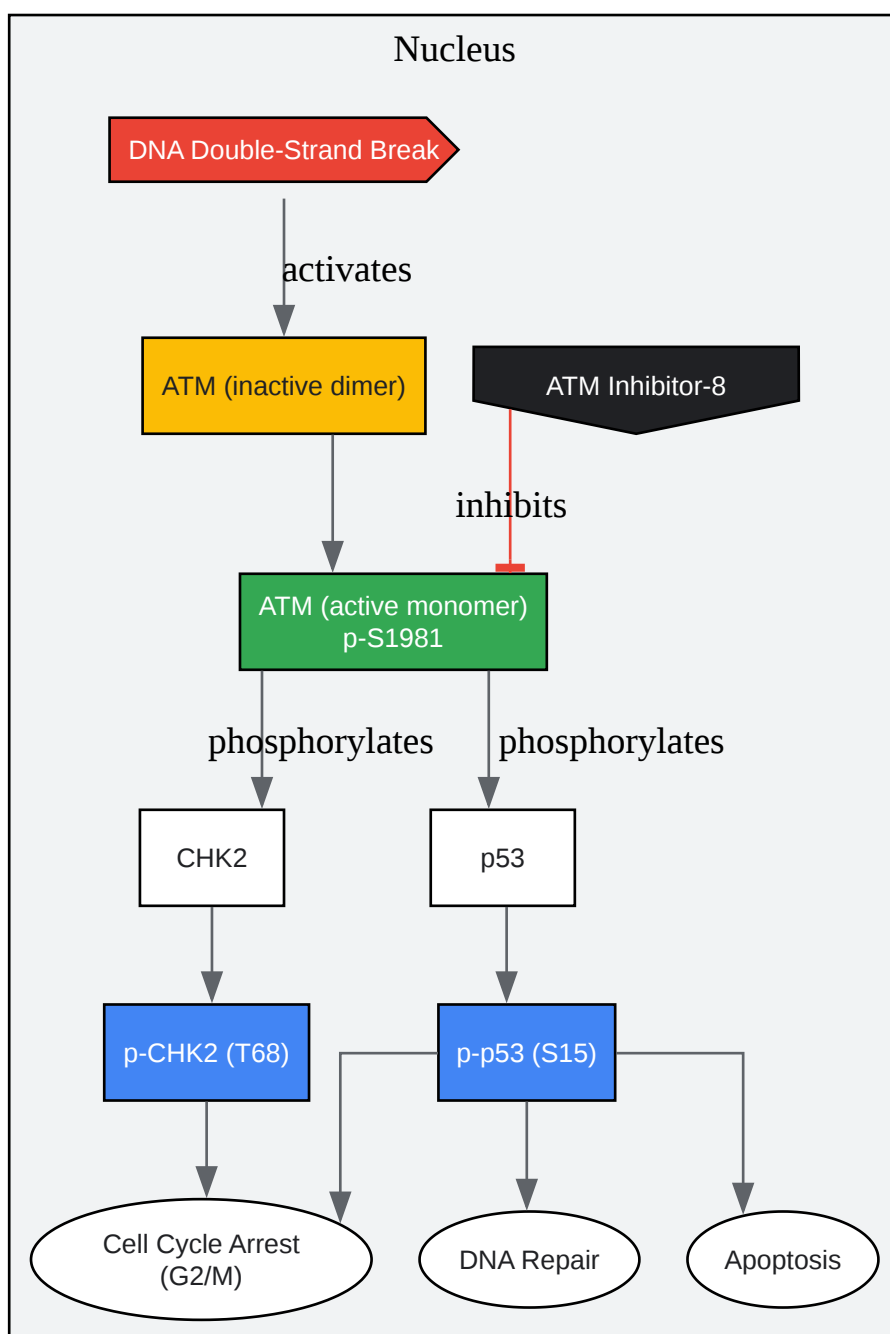 Nucleus
DNA Double-Strand Break
activates
ATM (inactive dimer)
ATM Inhibitor-8
inhibits
ATM (active monomer)
p-S1981
phosphorylates
phosphorylates
CHK2
p53
p-CHK2 (T68)
p-p53 (S15)
Cell Cycle Arrest
(G2/M)
DNA Repair
Apoptosis